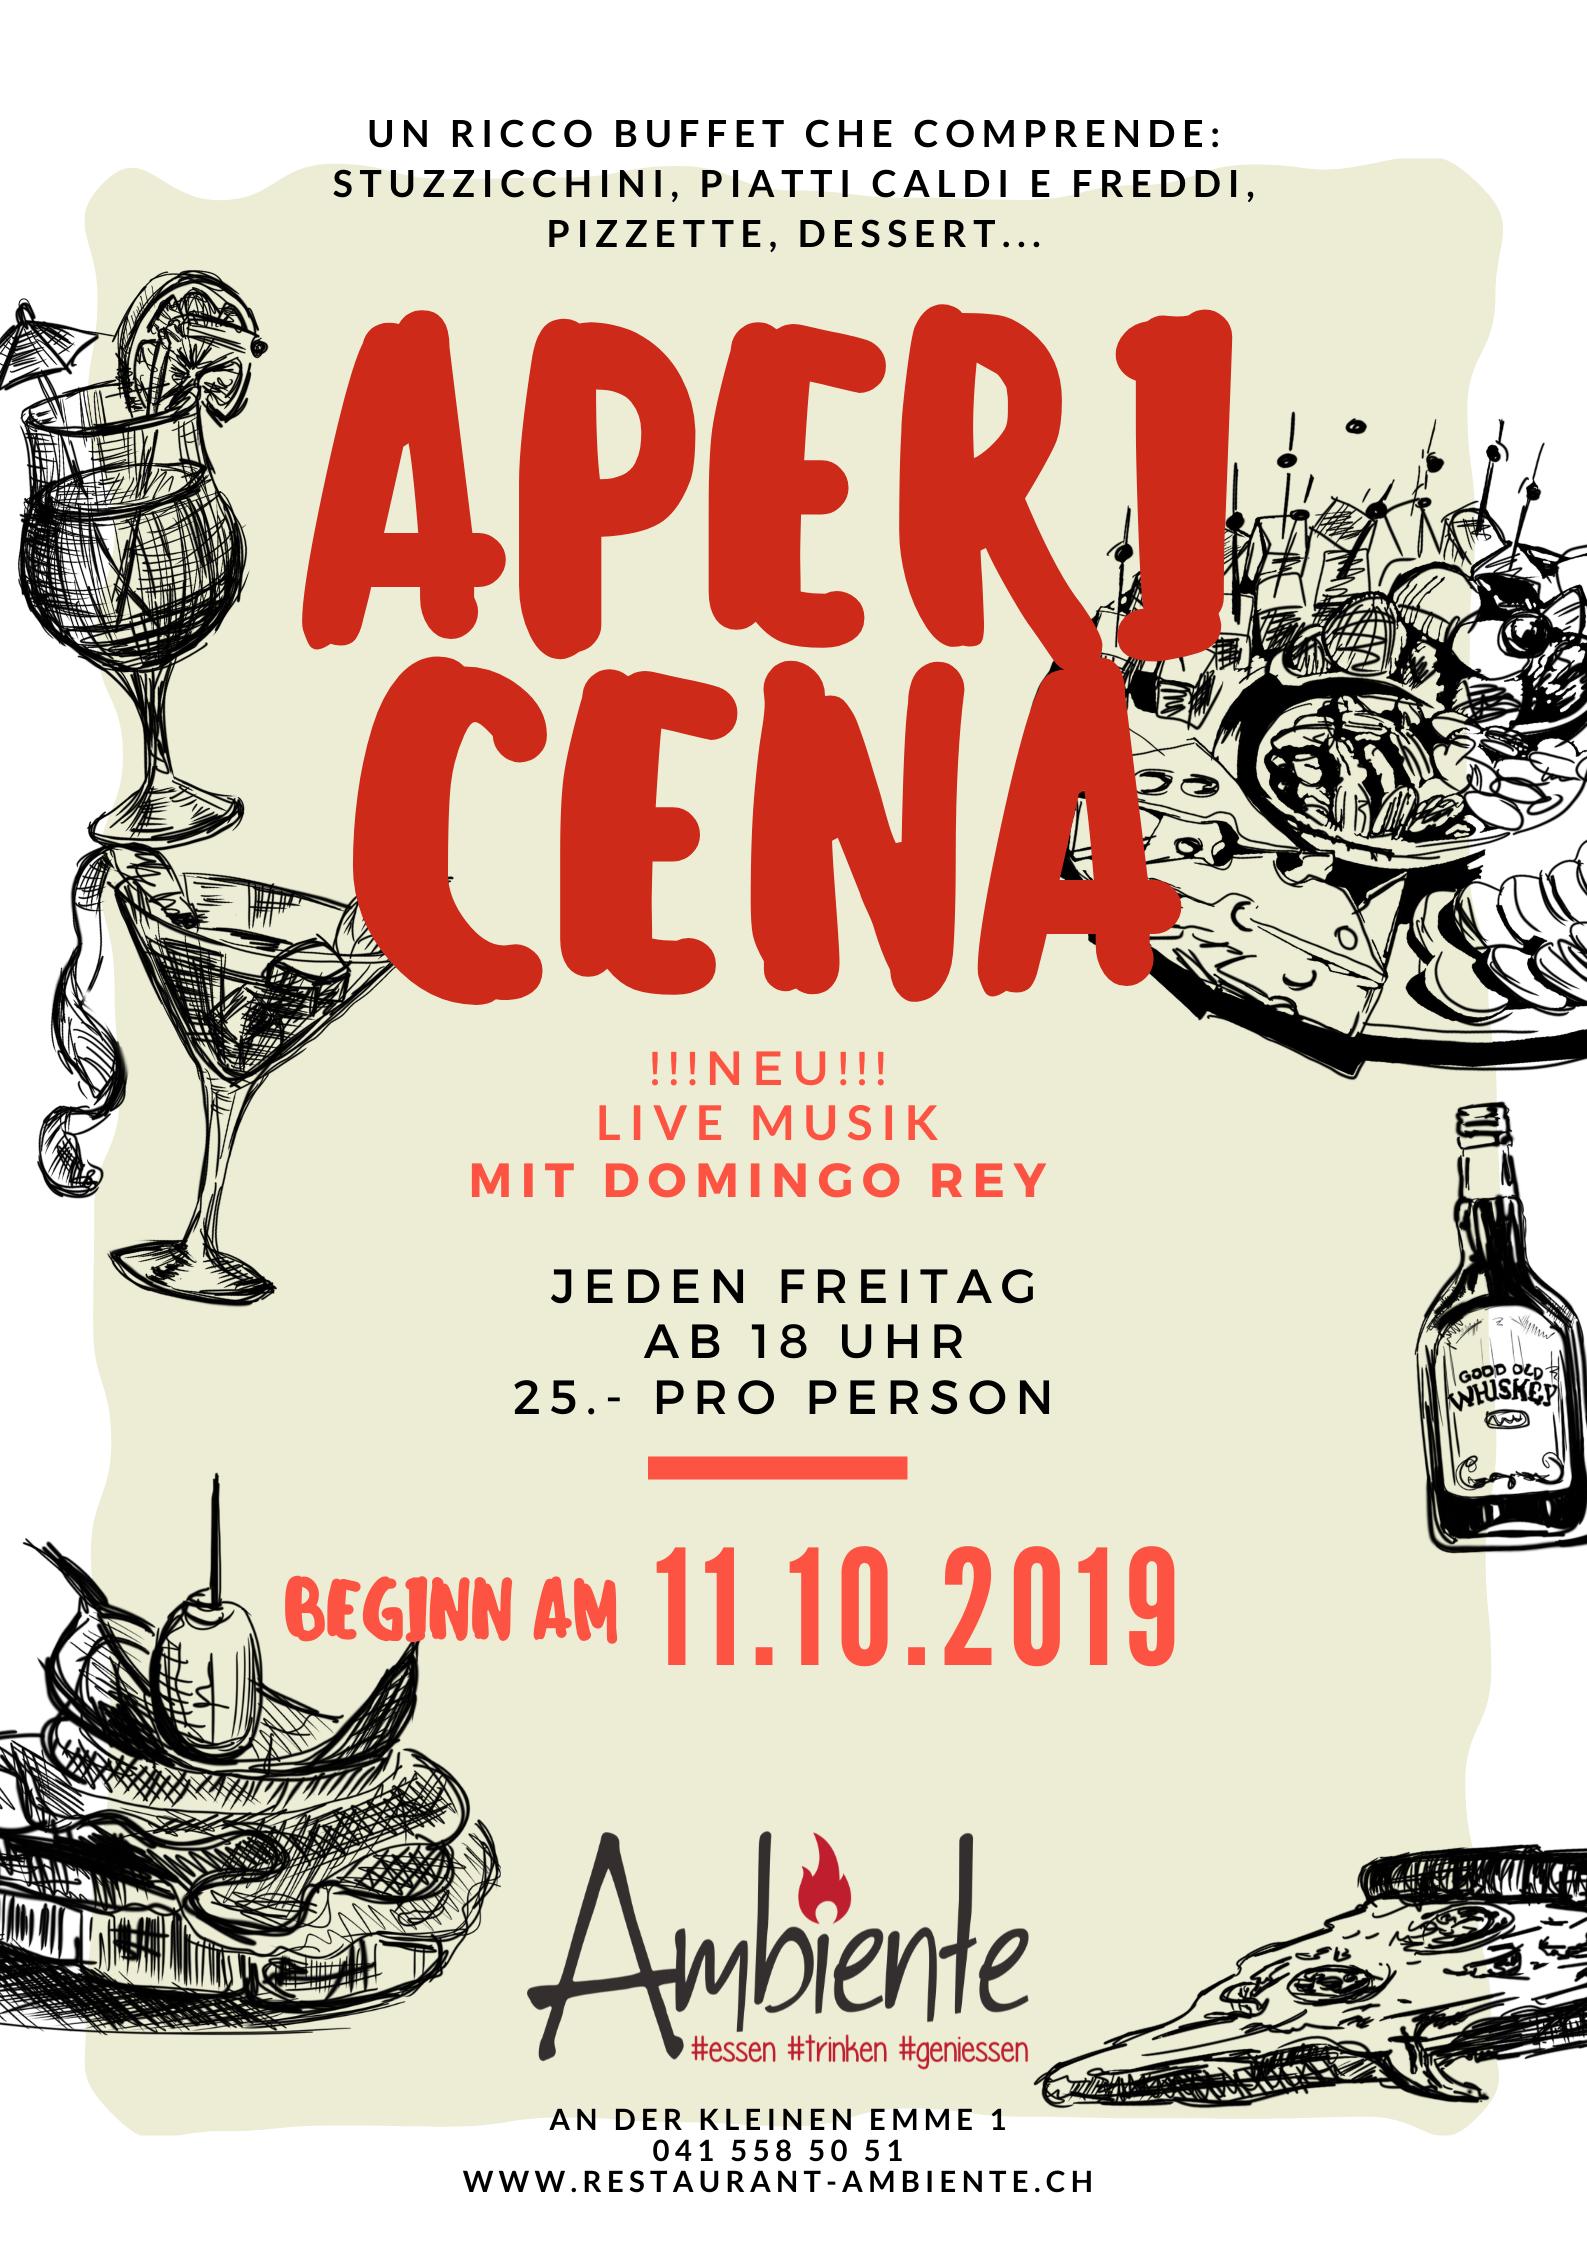 UN RICCO BUFFET CHE COMPRENDE:
STUZZICCHINI, PIATTI CALDI E FREDDI,
PIZZETTE, DESSERT...
APERI
CENA
!!!NEU!!!
LIVE MUSIK
MIT DOMINGO REY
JEDEN FREITAG
AB 18 UHR
25.- PRO PERSON
GOOD OLD
WHISKEY
BEGINN AM 11.10.2019
Ambiente
#essen #trinken #geniessen
AN DER KLEINEN EMME 1
041 558 50 51
WWW.RESTAURANT-AMBIENTE.CH